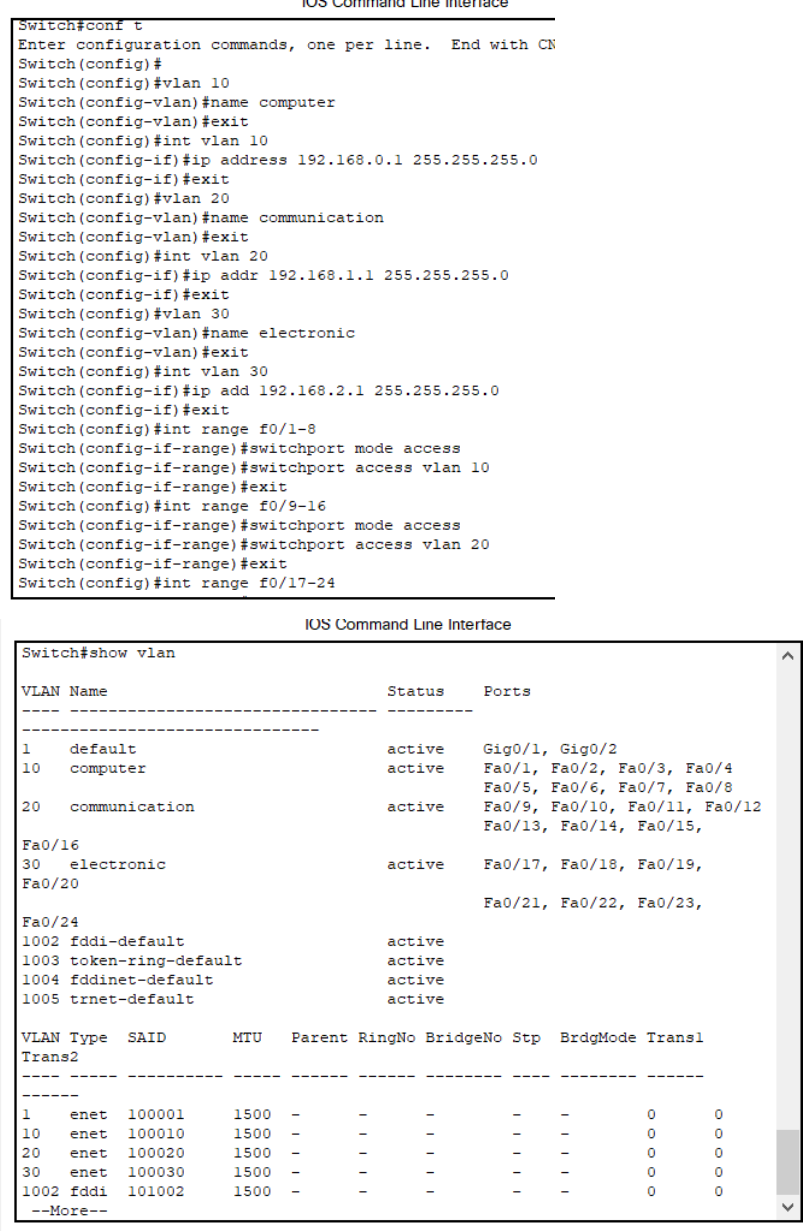 IOS Command Line Interface
Switch#conf t
Enter configuration commands, one per line.  End with CN
Switch(config)#
Switch(config)#vlan 10
Switch(config-vlan)#name computer
Switch(config-vlan)#exit
Switch(config)#int vlan 10
Switch(config-if)#ip address 192.168.0.1 255.255.255.0
Switch(config-if)#exit
Switch(config)#vlan 20
Switch(config-vlan)#name communication
Switch(config-vlan)#exit
Switch(config)#int vlan 20
Switch(config-if)#ip addr 192.168.1.1 255.255.255.0
Switch(config-if)#exit
Switch(config)#vlan 30
Switch(config-vlan)#name electronic
Switch(config-vlan)#exit
Switch(config)#int vlan 30
Switch(config-if)#ip add 192.168.2.1 255.255.255.0
Switch(config-if)#exit
Switch(config)#int range f0/1-8
Switch(config-if-range)#switchport mode access
Switch(config-if-range)#switchport access vlan 10
Switch(config-if-range)#exit
Switch(config)#int range f0/9-16
Switch(config-if-range)#switchport mode access
Switch(config-if-range)#switchport access vlan 20
Switch(config-if-range)#exit
Switch(config)#int range f0/17-24
IOS Command Line Interface
Switch#show vlan
VLAN Name                             Status    Ports
---- -------------------------------- ---------
-------------------------------
1    default                          active    Gig0/1, Gig0/2
10   computer                         active    Fa0/1, Fa0/2, Fa0/3, Fa0/4
                                                Fa0/5, Fa0/6, Fa0/7, Fa0/8
20   communication                    active    Fa0/9, Fa0/10, Fa0/11, Fa0/12
                                                Fa0/13, Fa0/14, Fa0/15,
Fa0/16
30   electronic                       active    Fa0/17, Fa0/18, Fa0/19,
Fa0/20
                                                Fa0/21, Fa0/22, Fa0/23,
Fa0/24
1002 fddi-default                     active
1003 token-ring-default               active
1004 fddinet-default                  active
1005 trnet-default                    active
VLAN Type  SAID       MTU   Parent RingNo BridgeNo Stp  BrdgMode Trans1
Trans2
---- ----- ---------- ----- ------ ------ -------- ---- -------- ------
------
1    enet  100001     1500  -      -      -        -    -        0      0
10   enet  100010     1500  -      -      -        -    -        0      0
20   enet  100020     1500  -      -      -        -    -        0      0
30   enet  100030     1500  -      -      -        -    -        0      0
1002 fddi  101002     1500  -      -      -        -    -        0      0
 --More--